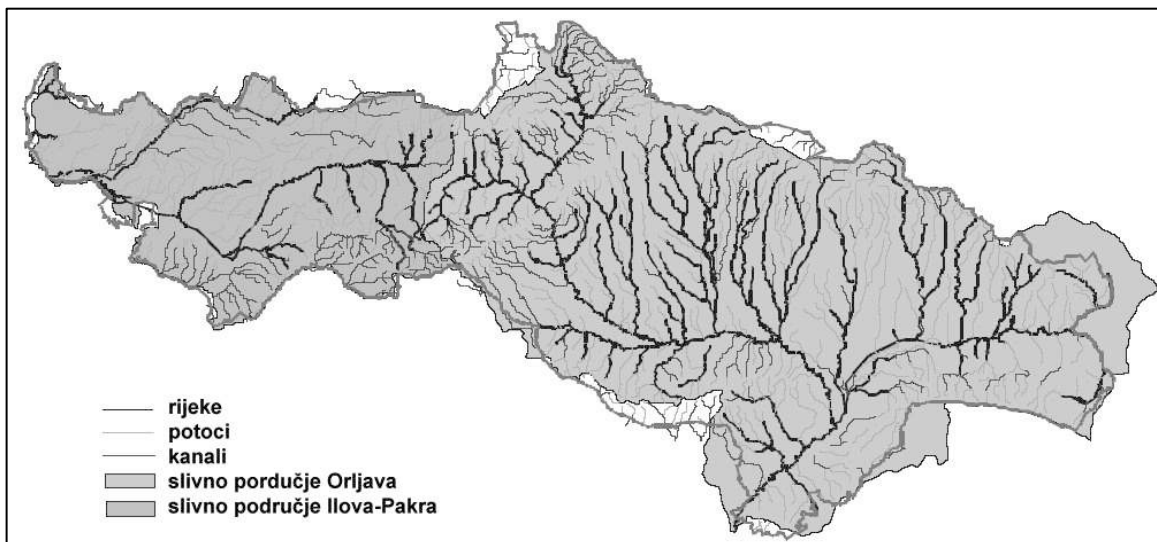 rijeke
potoci
kanali
slivno pordučje Orljava
slivno područje Ilova-Pakra